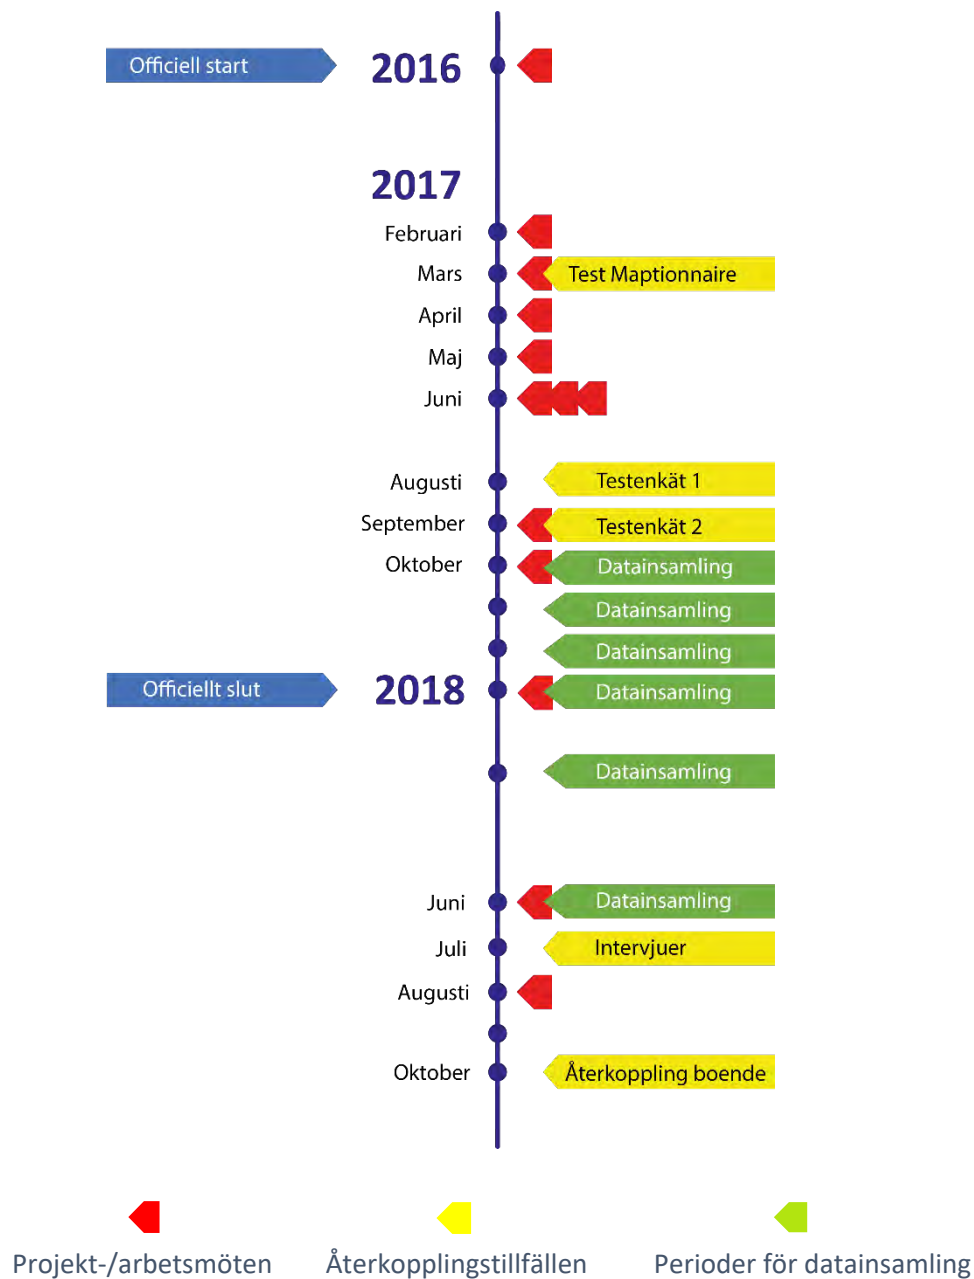 Officiell start
2016
2017
Februari
Mars
Test Maptionnaire
April
Maj
Juni
Augusti
Testenkät 1
September
Testenkät 2
Oktober
Datainsamling
Datainsamling
Datainsamling
Officiellt slut
2018
Datainsamling
Datainsamling
Juni
Datainsamling
Juli
Intervjuer
Augusti
Oktober
Återkoppling boende
Projekt-/arbetsmöten
Återkopplingstillfällen
Perioder för datainsamling